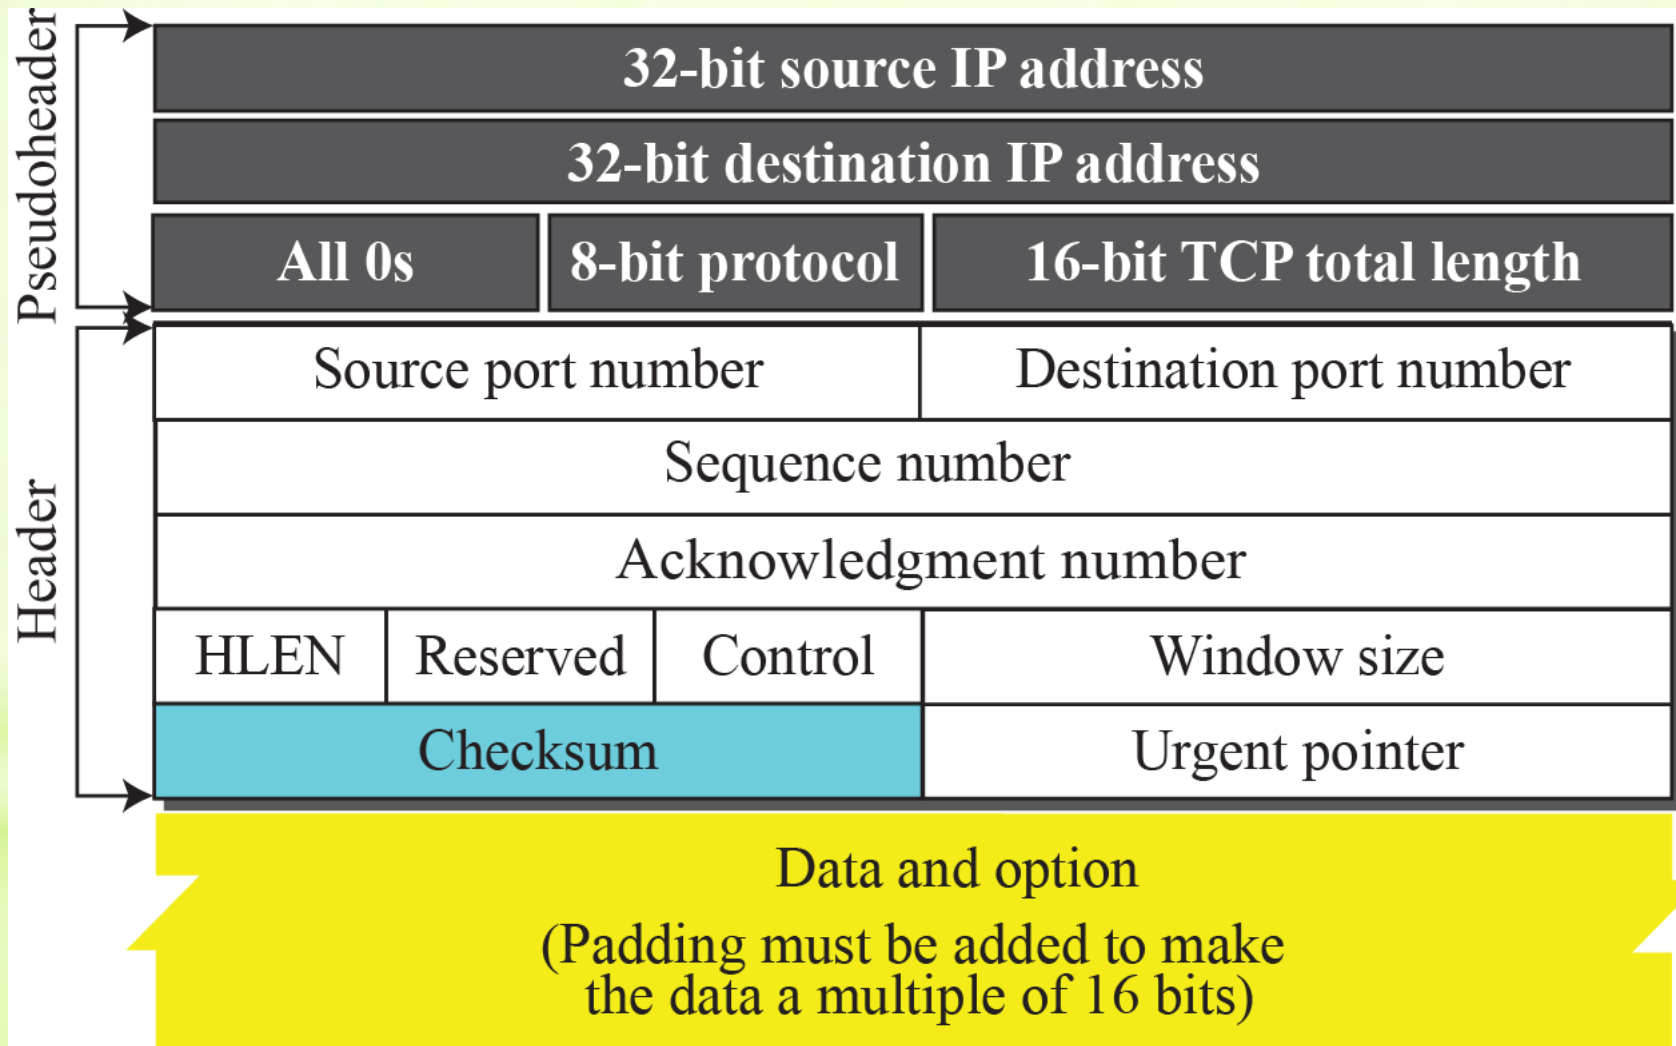 Pseudoheader
32-bit source IP address
32-bit destination IP address
All 0s
8-bit protocol
16-bit TCP total length
Header
Source port number
Destination port number
Sequence number
Acknowledgment number
HLEN
Reserved
Control
Window size
Checksum
Urgent pointer
Data and option
(Padding must be added to make
the data a multiple of 16 bits)